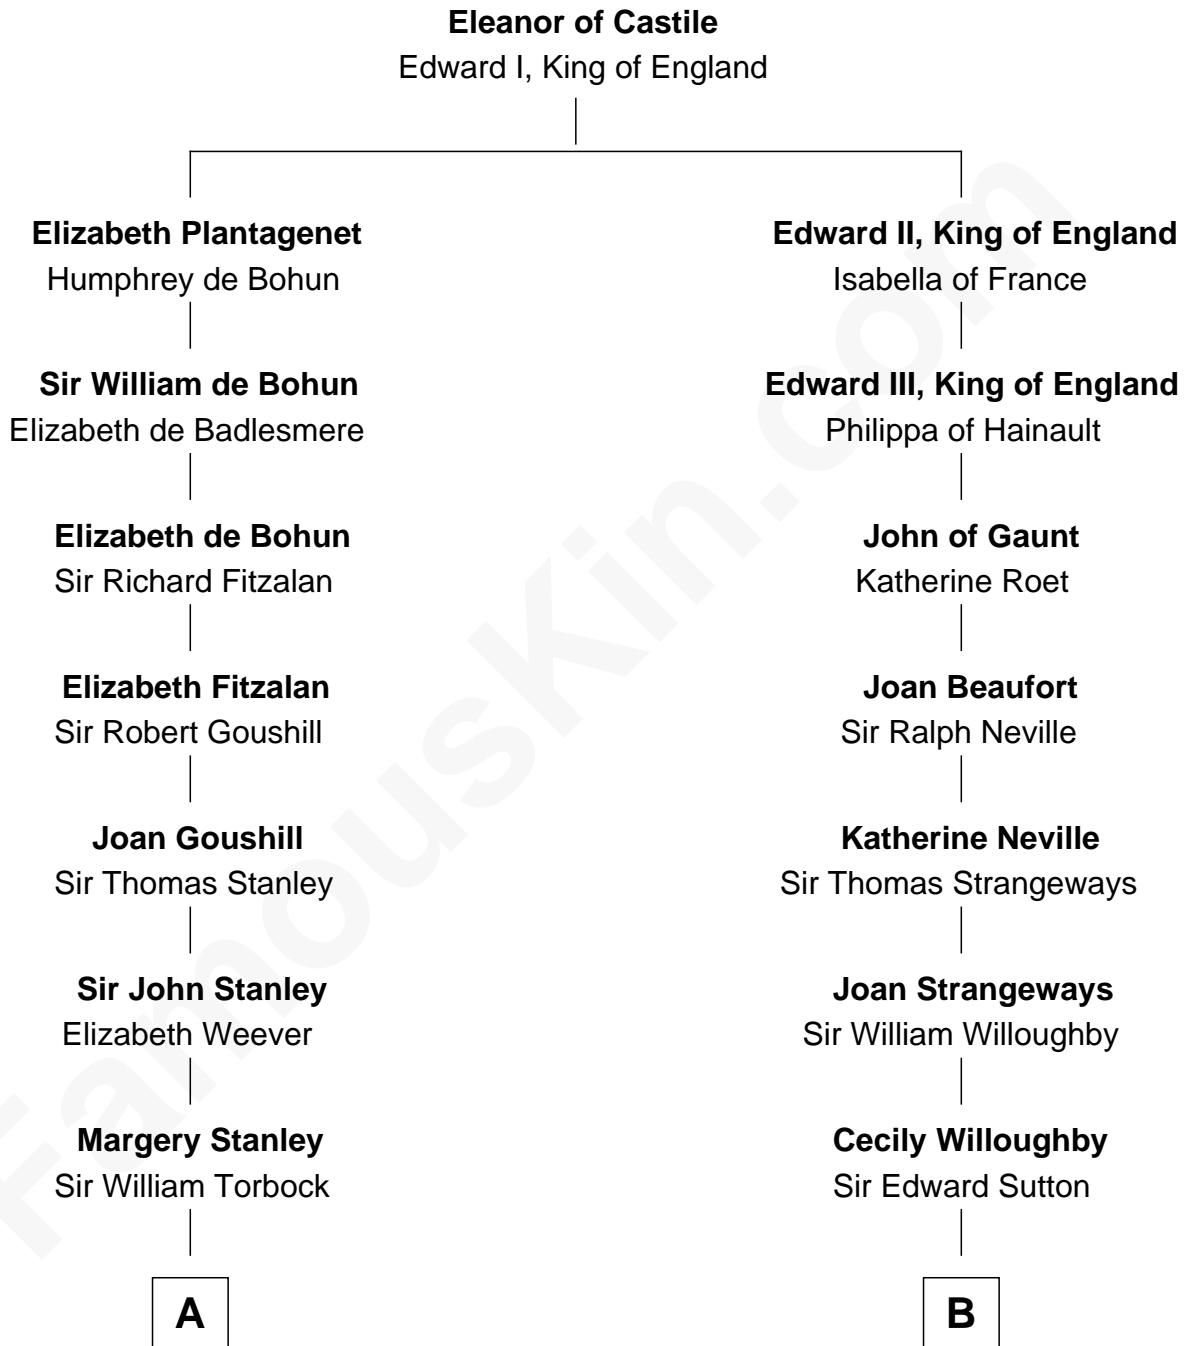 Eleanor of Castile
Edward I, King of England
Elizabeth Plantagenet
Humphrey de Bohun
Edward II, King of England
Isabella of France
Sir William de Bohun
Elizabeth de Badlesmere
Edward III, King of England
Philippa of Hainault
Elizabeth de Bohun
Sir Richard Fitzalan
John of Gaunt
Katherine Roet
Elizabeth Fitzalan
Sir Robert Goushill
Joan Beaufort
Sir Ralph Neville
Joan Goushill
Sir Thomas Stanley
Katherine Neville
Sir Thomas Strangeways
Sir John Stanley
Elizabeth Weever
Joan Strangeways
Sir William Willoughby
Margery Stanley
Sir William Torbock
Cecily Willoughby
Sir Edward Sutton
A
B
FamousKin.com